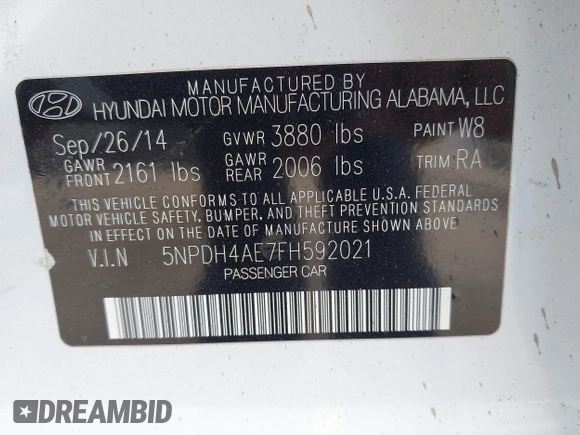 MANUFACTURED BY
HYUNDAI MOTOR MANUFACTURING ALABAMA, LLC
Sep/26/14 GVWR 3880 lbs PAINT W8
GAWR FRONT 2161 lbs GAWR REAR 2006 lbs TRIM RA
THIS VEHICLE CONFORMS TO ALL APPLICABLE U.S.A. FEDERAL
MOTOR VEHICLE SAFETY, BUMPER, AND THEFT PREVENTION
STANDARDS IN EFFECT ON THE DATE OF MANUFACTURE SHOWN ABOVE
V.I.N 5NPDH4AE7FH592021
PASSENGER CAR
DREAMBID